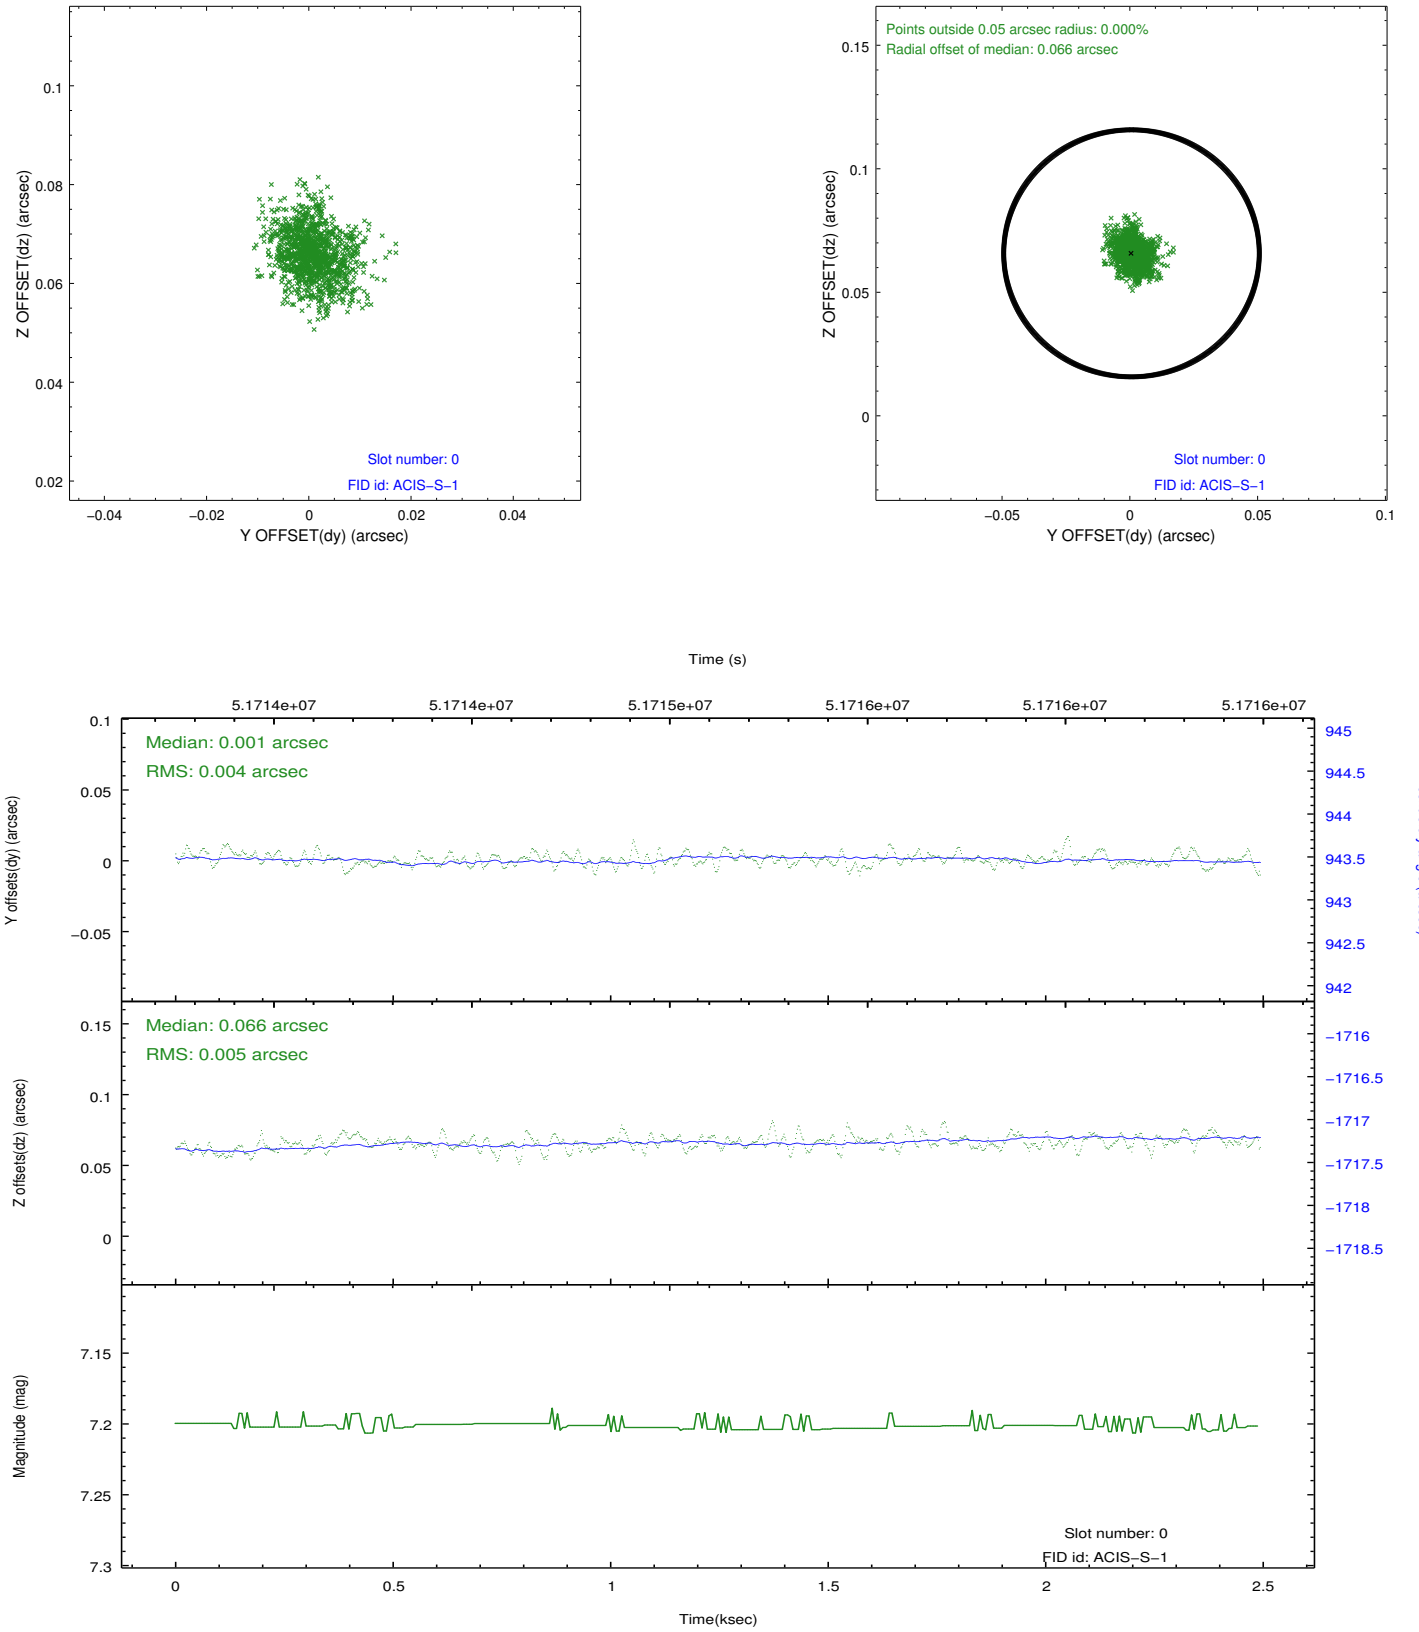 0.1
0.08
0.06
0.04
0.02
Z OFFSET(dz) (arcsec)
Slot number: 0
FID id: ACIS−S−1
−0.04 −0.02 0 0.02 0.04
Y OFFSET(dy) (arcsec)
Points outside 0.05 arcsec radius: 0.000%
Radial offset of median: 0.066 arcsec
0.15
0.1
0.05
0
Z OFFSET(dz) (arcsec)
Slot number: 0
FID id: ACIS−S−1
−0.05 0 0.05 0.1
Y OFFSET(dy) (arcsec)
Time (s)
5.1714e+07 5.1714e+07 5.1715e+07 5.1716e+07 5.1716e+07 5.1716e+07
Median: 0.001 arcsec
RMS: 0.004 arcsec
0.1
0.05
0
−0.05
Y offsets(dy) (arcsec)
945
944.5
944
943.5
943
942.5
942
Median: 0.066 arcsec
RMS: 0.005 arcsec
0.15
0.1
0.05
0
Z offsets(dz) (arcsec)
−1716
−1716.5
−1717
−1717.5
−1718
−1718.5
7.15
7.2
7.25
7.3
Magnitude (mag)
Slot number: 0
FID id: ACIS−S−1
0 0.5 1 1.5 2 2.5
Time(ksec)